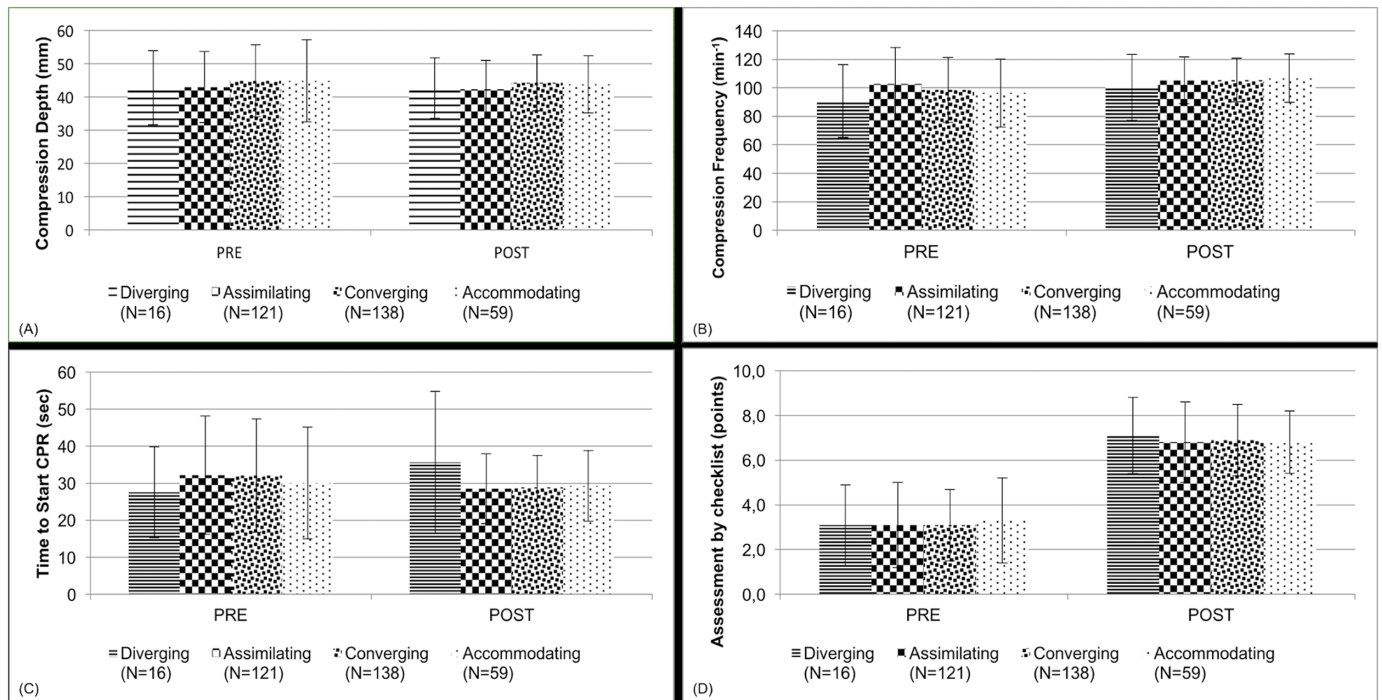 Compression Depth (mm)
60
50
40
30
20
10
0
PRE
POST
Diverging Assimilating Converging Accommodating
(N=16) (N=121) (N=138) (N=59)
(A)
Compression Frequency (min⁻¹)
140
120
100
80
60
40
20
0
PRE
POST
Diverging Assimilating Converging Accommodating
(N=16) (N=121) (N=138) (N=59)
(B)
Time to Start CPR (sec)
60
50
40
30
20
10
0
PRE
POST
Diverging Assimilating Converging Accommodating
(N=16) (N=121) (N=138) (N=59)
(C)
Assessment by checklist (points)
10,0
8,0
6,0
4,0
2,0
0,0
PRE
POST
Diverging Assimilating Converging Accommodating
(N=16) (N=121) (N=138) (N=59)
(D)